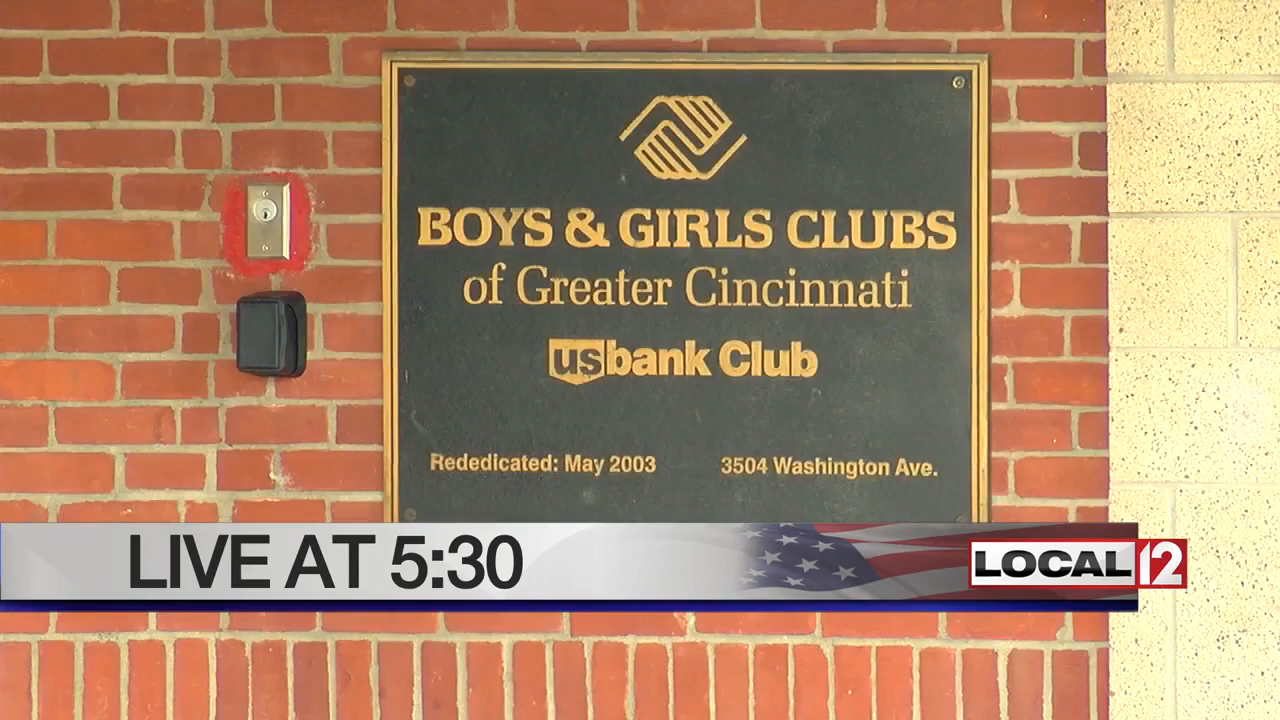 BOYS & GIRLS CLUBS
of Greater Cincinnati
usbank Club
Rededicated: May 2003 3504 Washington Ave.
LIVE AT 5:30
LOCAL 12